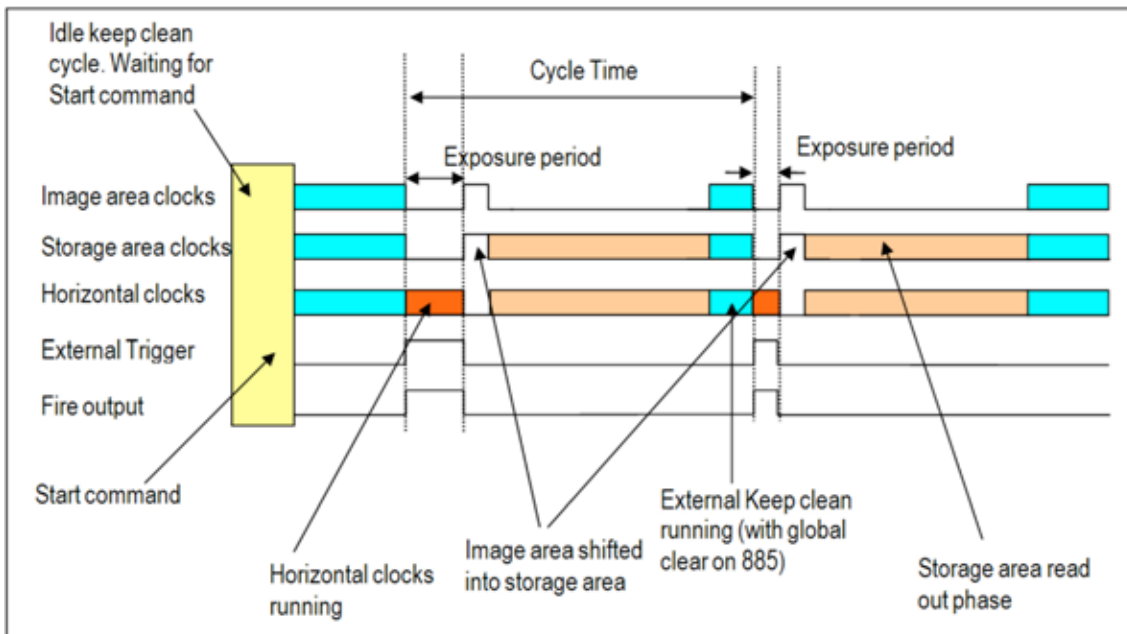 Idle keep clean
cycle. Waiting for
Start command
Cycle Time
Exposure period
Exposure period
Image area clocks
Storage area clocks
Horizontal clocks
External Trigger
Fire output
Start command
Horizontal clocks
running
Image area shifted
into storage area
External Keep clean
running (with global
clear on 885)
Storage area read
out phase